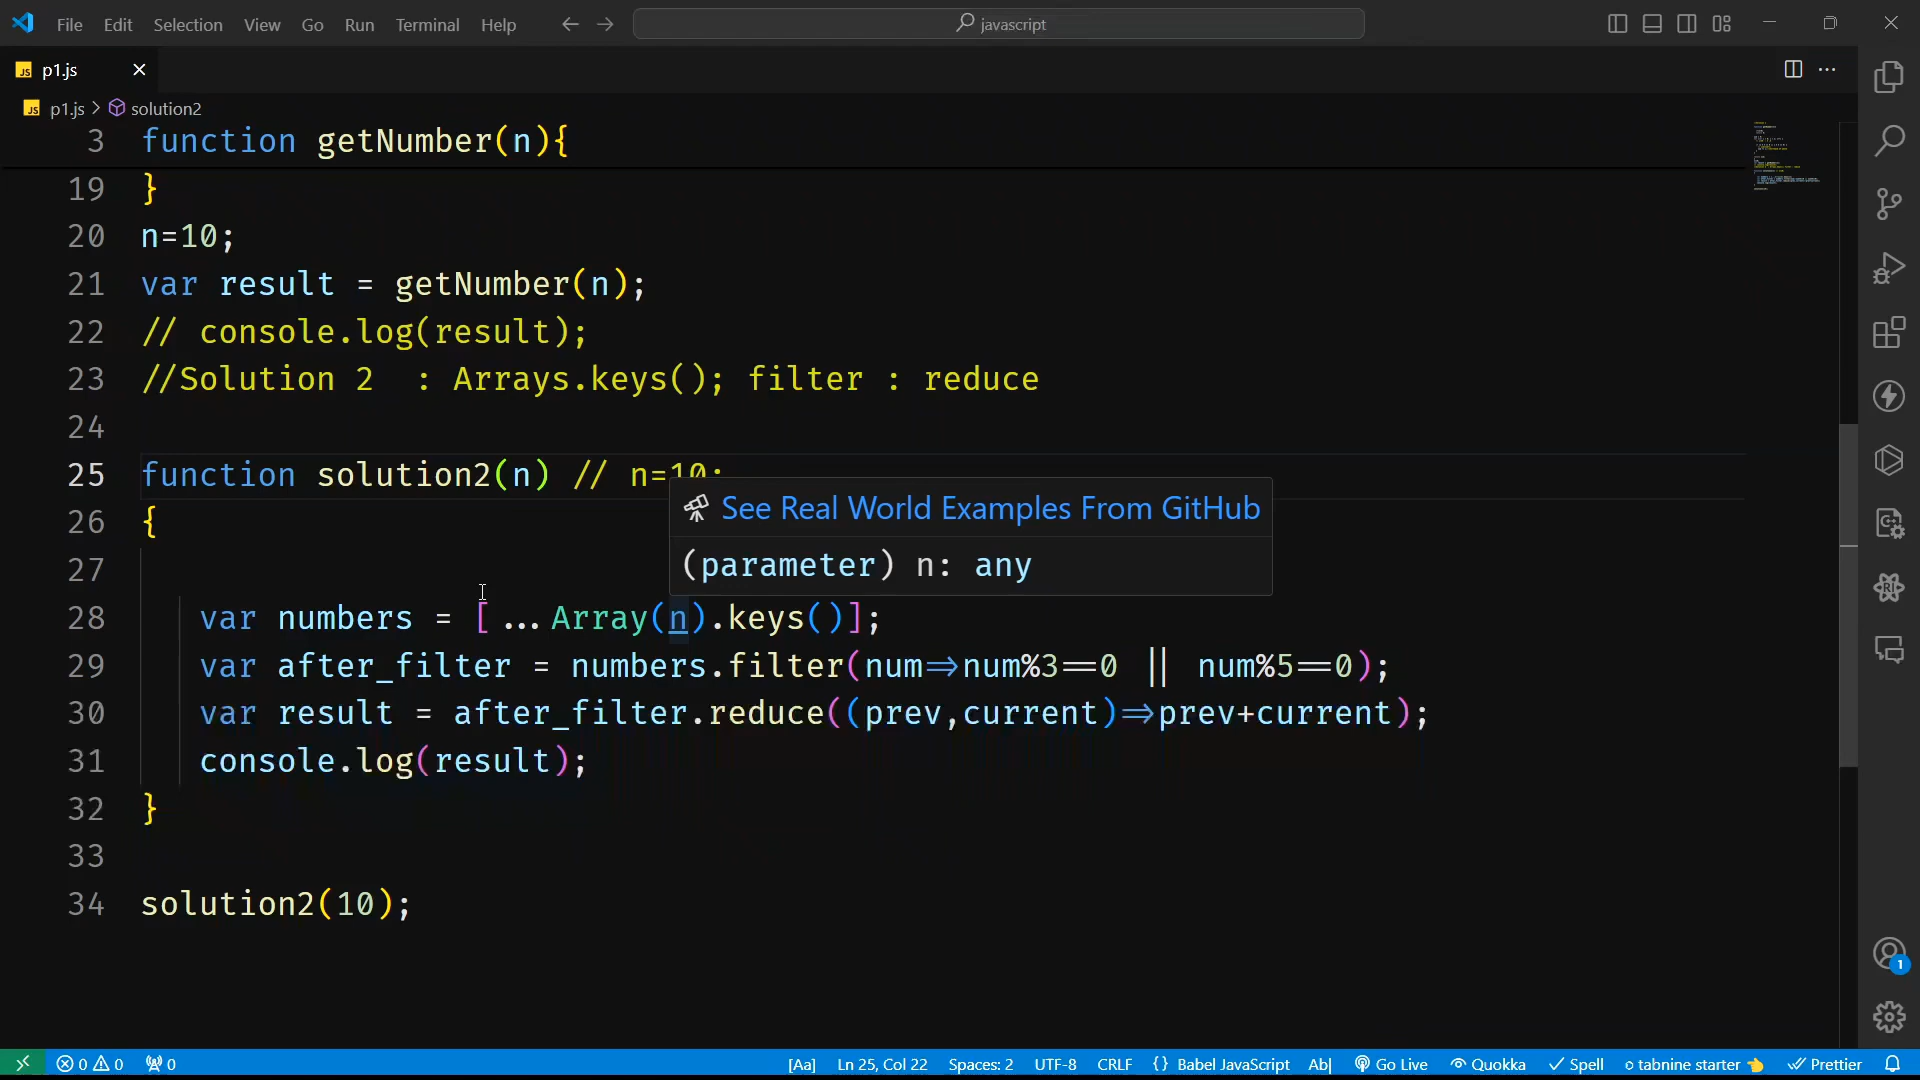 File Edit Selection View Go Run Terminal Help
javascript
JS p1.js
JS p1.js > solution2
3 function getNumber(n){
19 }
20 n=10;
21 var result = getNumber(n);
22 // console.log(result);
23 //Solution 2  : Arrays.keys(); filter : reduce
24
25 function solution2(n) // n=10;
See Real World Examples From GitHub
26 {
(parameter) n: any
27
28 var numbers = [...Array(n).keys()];
29 var after_filter = numbers.filter(num=>num%3==0 || num%5==0);
30 var result = after_filter.reduce((prev,current)=>prev+current);
31 console.log(result);
32 }
33
34 solution2(10);
1
0 0 0 [Aa] Ln 25, Col 22 Spaces: 2 UTF-8 CRLF {} Babel JavaScript Ab| Go Live Quokka Spell tabnine starter 👈 Prettier